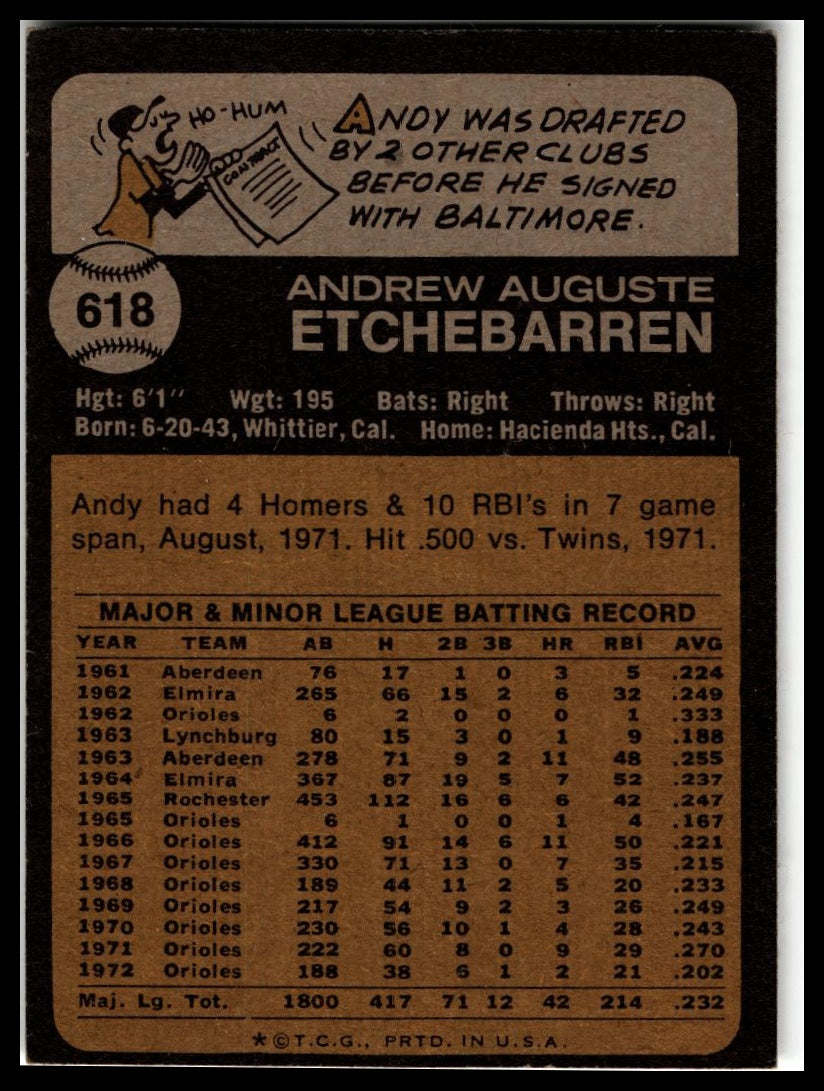 HO-HUM
CONTRACT
ANDY WAS DRAFTED
BY 2 OTHER CLUBS
BEFORE HE SIGNED
WITH BALTIMORE.
618
ANDREW AUGUSTE
ETCHEBARREN
Hgt: 6'1" Wgt: 195 Bats: Right Throws: Right
Born: 6-20-43, Whittier, Cal. Home: Hacienda Hts., Cal.
Andy had 4 Homers & 10 RBI's in 7 game
span, August, 1971. Hit .500 vs. Twins, 1971.
MAJOR & MINOR LEAGUE BATTING RECORD
YEAR TEAM AB H 2B 3B HR RBI AVG
1961 Aberdeen 76 17 1 0 3 5 .224
1962 Elmira 265 66 15 2 6 32 .249
1962 Orioles 6 2 0 0 0 1 .333
1963 Lynchburg 80 15 3 0 1 9 .188
1963 Aberdeen 278 71 9 2 11 48 .255
1964 Elmira 367 87 19 5 7 52 .237
1965 Rochester 453 112 16 6 6 42 .247
1965 Orioles 6 1 0 0 1 4 .167
1966 Orioles 412 91 14 6 11 50 .221
1967 Orioles 330 71 13 0 7 35 .215
1968 Orioles 189 44 11 2 5 20 .233
1969 Orioles 217 54 9 2 3 26 .249
1970 Orioles 230 56 10 1 4 28 .243
1971 Orioles 222 60 8 0 9 29 .270
1972 Orioles 188 38 6 1 2 21 .202
Maj. Lg. Tot. 1800 417 71 12 42 214 .232
*©T.C.G., PRTD. IN U.S.A.